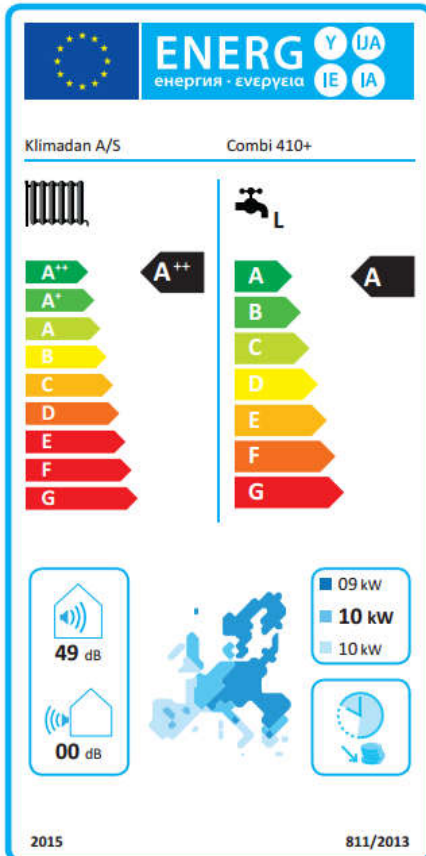 ENERG Y IJA
енергия · ενεργεια IE IA
Klimadan A/S Combi 410+
L
A++ A++ A A
A+ B
A C
B D
C E
D F
E G
F
G
49 dB
00 dB
09 kW
10 kW
10 kW
2015 811/2013